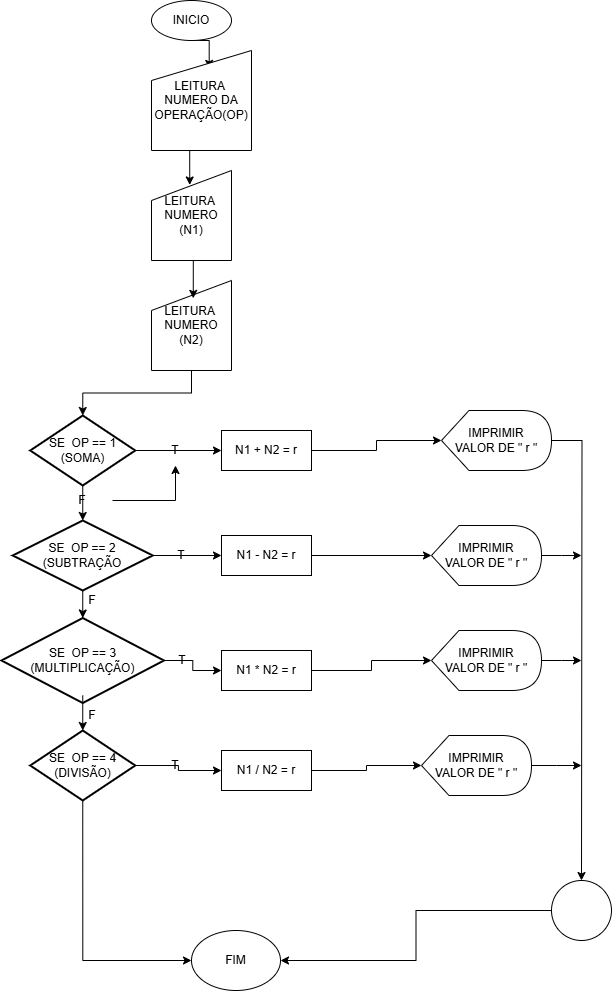 INICIO
LEITURA
NUMERO DA
OPERAÇÃO(OP)
LEITURA
NUMERO
(N1)
LEITURA
NUMERO
(N2)
SE OP == 1
(SOMA)
T
N1 + N2 = r
IMPRIMIR
VALOR DE " r "
F
SE OP == 2
(SUBTRAÇÃO
T
N1 - N2 = r
IMPRIMIR
VALOR DE " r "
F
SE OP == 3
(MULTIPLICAÇÃO)
T
N1 * N2 = r
IMPRIMIR
VALOR DE " r "
F
SE OP == 4
(DIVISÃO)
T
N1 / N2 = r
IMPRIMIR
VALOR DE " r "
FIM